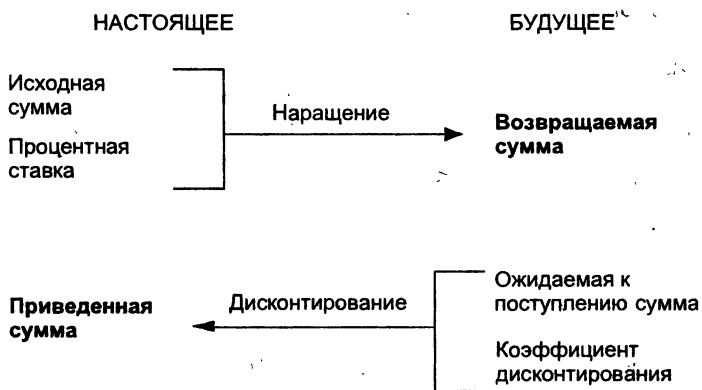 НАСТОЯЩЕЕ
БУДУЩЕЕ
Исходная
сумма
Процентная
ставка
Наращение
Возвращаемая
сумма
Приведенная
сумма
Дисконтирование
Ожидаемая к
поступлению сумма
Коэффициент
дисконтирования